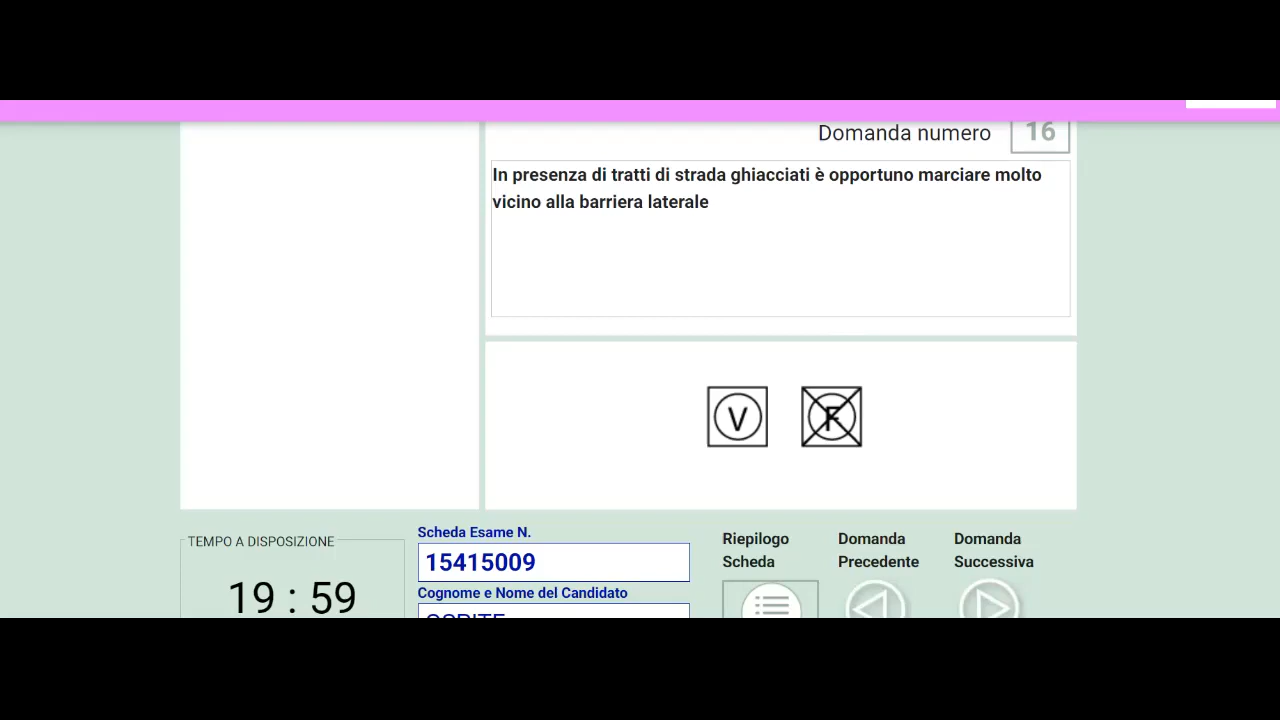 Domanda numero 16
In presenza di tratti di strada ghiacciati è opportuno marciare molto
vicino alla barriera laterale
V F
TEMPO A DISPOSIZIONE
19 : 59
Scheda Esame N.
15415009
Cognome e Nome del Candidato
Riepilogo
Scheda
Domanda
Precedente
Domanda
Successiva